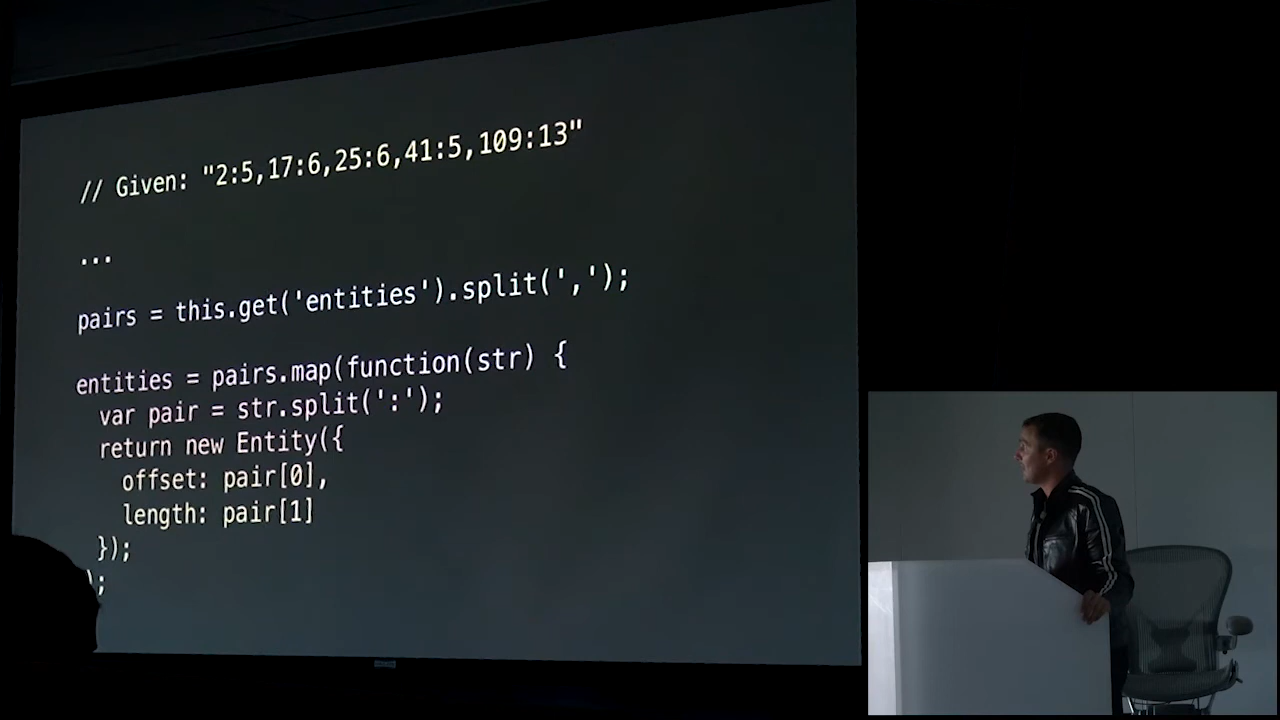 // Given: "2:5,17:6,25:6,41:5,109:13"
...
pairs = this.get('entities').split(',');
entities = pairs.map(function(str) {
var pair = str.split(':');
return new Entity({
offset: pair[0],
length: pair[1]
});
);